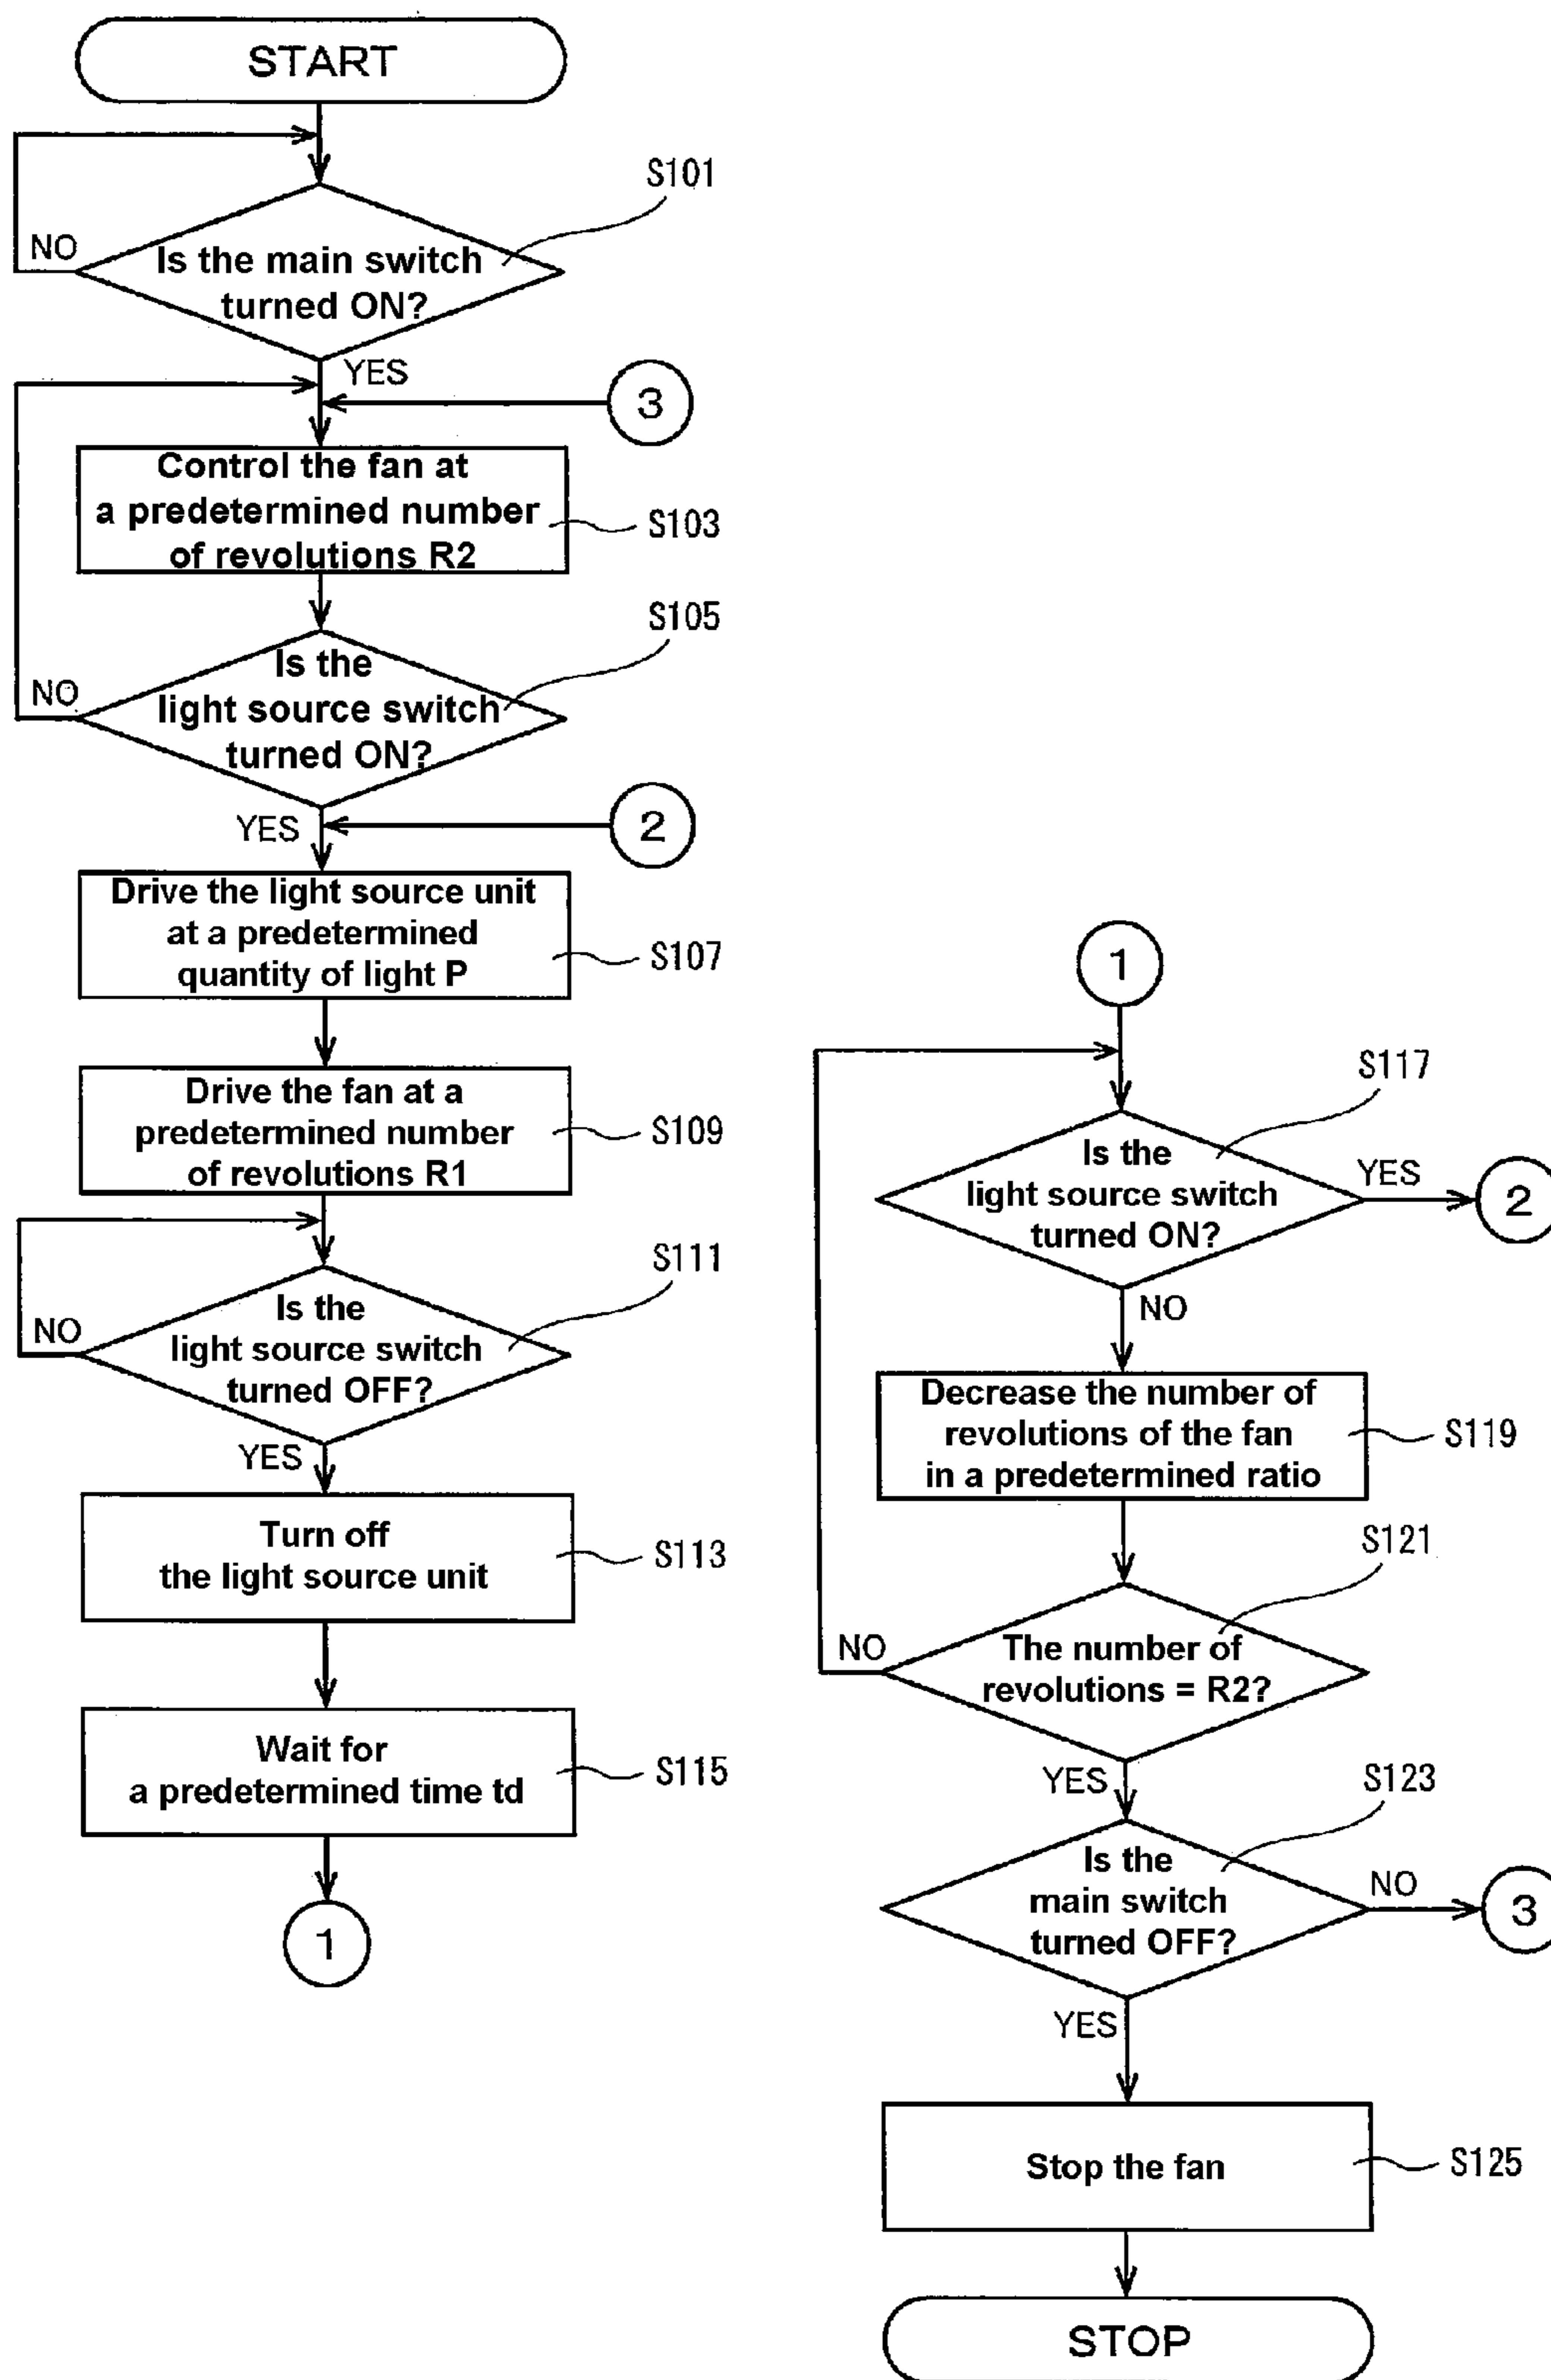 START
S101
NO
Is the main switch
turned ON?
YES
3
Control the fan at
a predetermined number
of revolutions R2
S103
S105
Is the
light source switch
turned ON?
NO
YES
2
Drive the light source unit
at a predetermined
quantity of light P
S107
Drive the fan at a
predetermined number
of revolutions R1
S109
S111
Is the
light source switch
turned OFF?
NO
YES
Turn off
the light source unit
S113
Wait for
a predetermined time td
S115
1
1
S117
Is the
light source switch
turned ON?
YES
2
NO
Decrease the number of
revolutions of the fan
in a predetermined ratio
S119
S121
NO
The number of
revolutions = R2?
YES
S123
Is the
main switch
turned OFF?
NO
3
YES
Stop the fan
S125
STOP